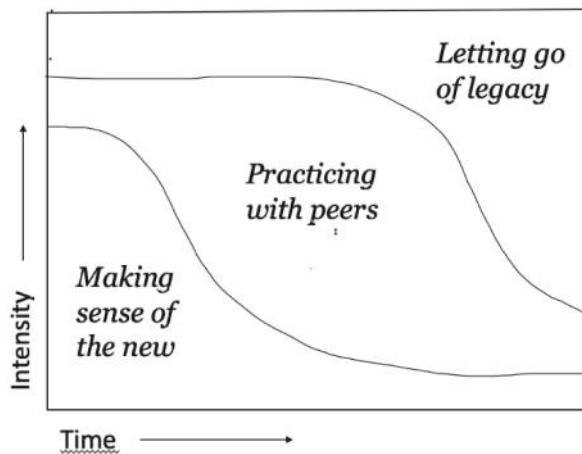 Letting go
of legacy
Practicing
with peers
Making
sense of
the new
Intensity
Time